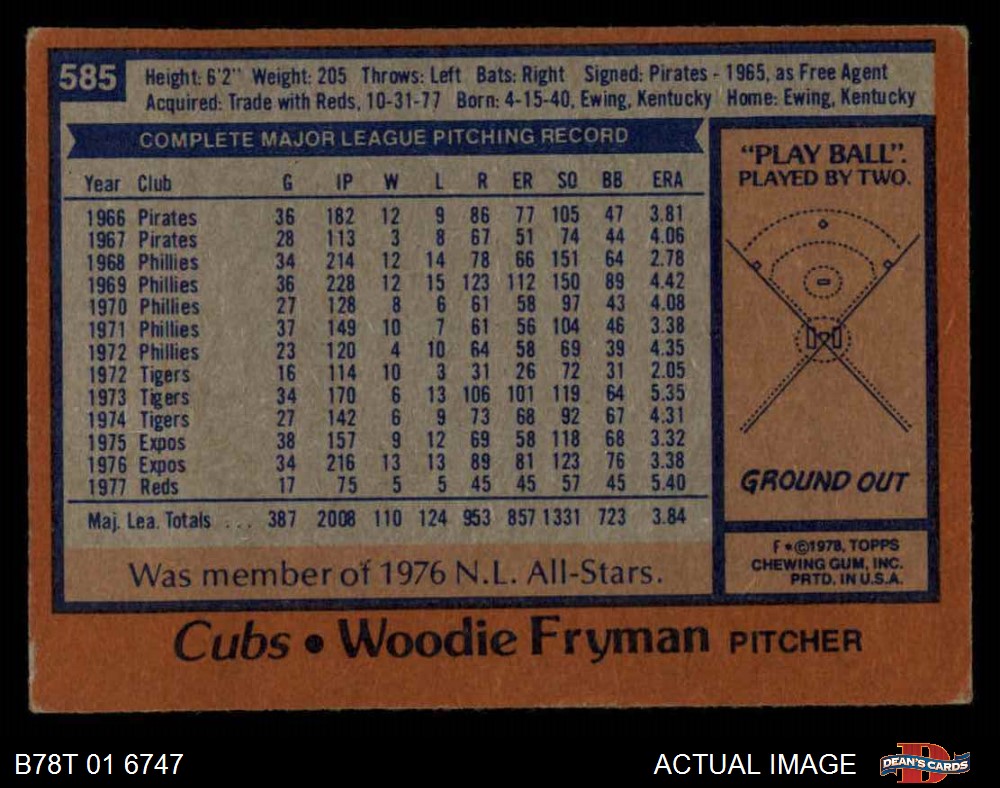 585
Height: 6'2" Weight: 205 Throws: Left Bats: Right Signed: Pirates - 1965, as Free Agent
Acquired: Trade with Reds, 10-31-77 Born: 4-15-40, Ewing, Kentucky Home: Ewing, Kentucky
COMPLETE MAJOR LEAGUE PITCHING RECORD
Year Club G IP W L R ER SO BB ERA
1966 Pirates 36 182 12 9 86 77 105 47 3.81
1967 Pirates 28 113 3 8 67 51 74 44 4.06
1968 Phillies 34 214 12 14 78 66 151 64 2.78
1969 Phillies 36 228 12 15 123 112 150 89 4.42
1970 Phillies 27 128 8 6 61 58 97 43 4.08
1971 Phillies 37 149 10 7 61 56 104 46 3.38
1972 Phillies 23 120 4 10 64 58 69 39 4.35
1972 Tigers 16 114 10 3 31 26 72 31 2.05
1973 Tigers 34 170 6 13 106 101 119 64 5.35
1974 Tigers 27 142 6 9 73 68 92 67 4.31
1975 Expos 38 157 9 12 69 58 118 68 3.32
1976 Expos 34 216 13 13 89 81 123 76 3.38
1977 Reds 17 75 5 5 45 45 57 45 5.40
Maj. Lea. Totals ... 387 2008 110 124 953 857 1331 723 3.84
Was member of 1976 N.L. All-Stars.
"PLAY BALL".
PLAYED BY TWO.
GROUND OUT
F*©1978, TOPPS
CHEWING GUM, INC.
PRTD. IN U.S.A.
Cubs • Woodie Fryman PITCHER
B78T 01 6747
ACTUAL IMAGE
D
DEAN'S CARDS